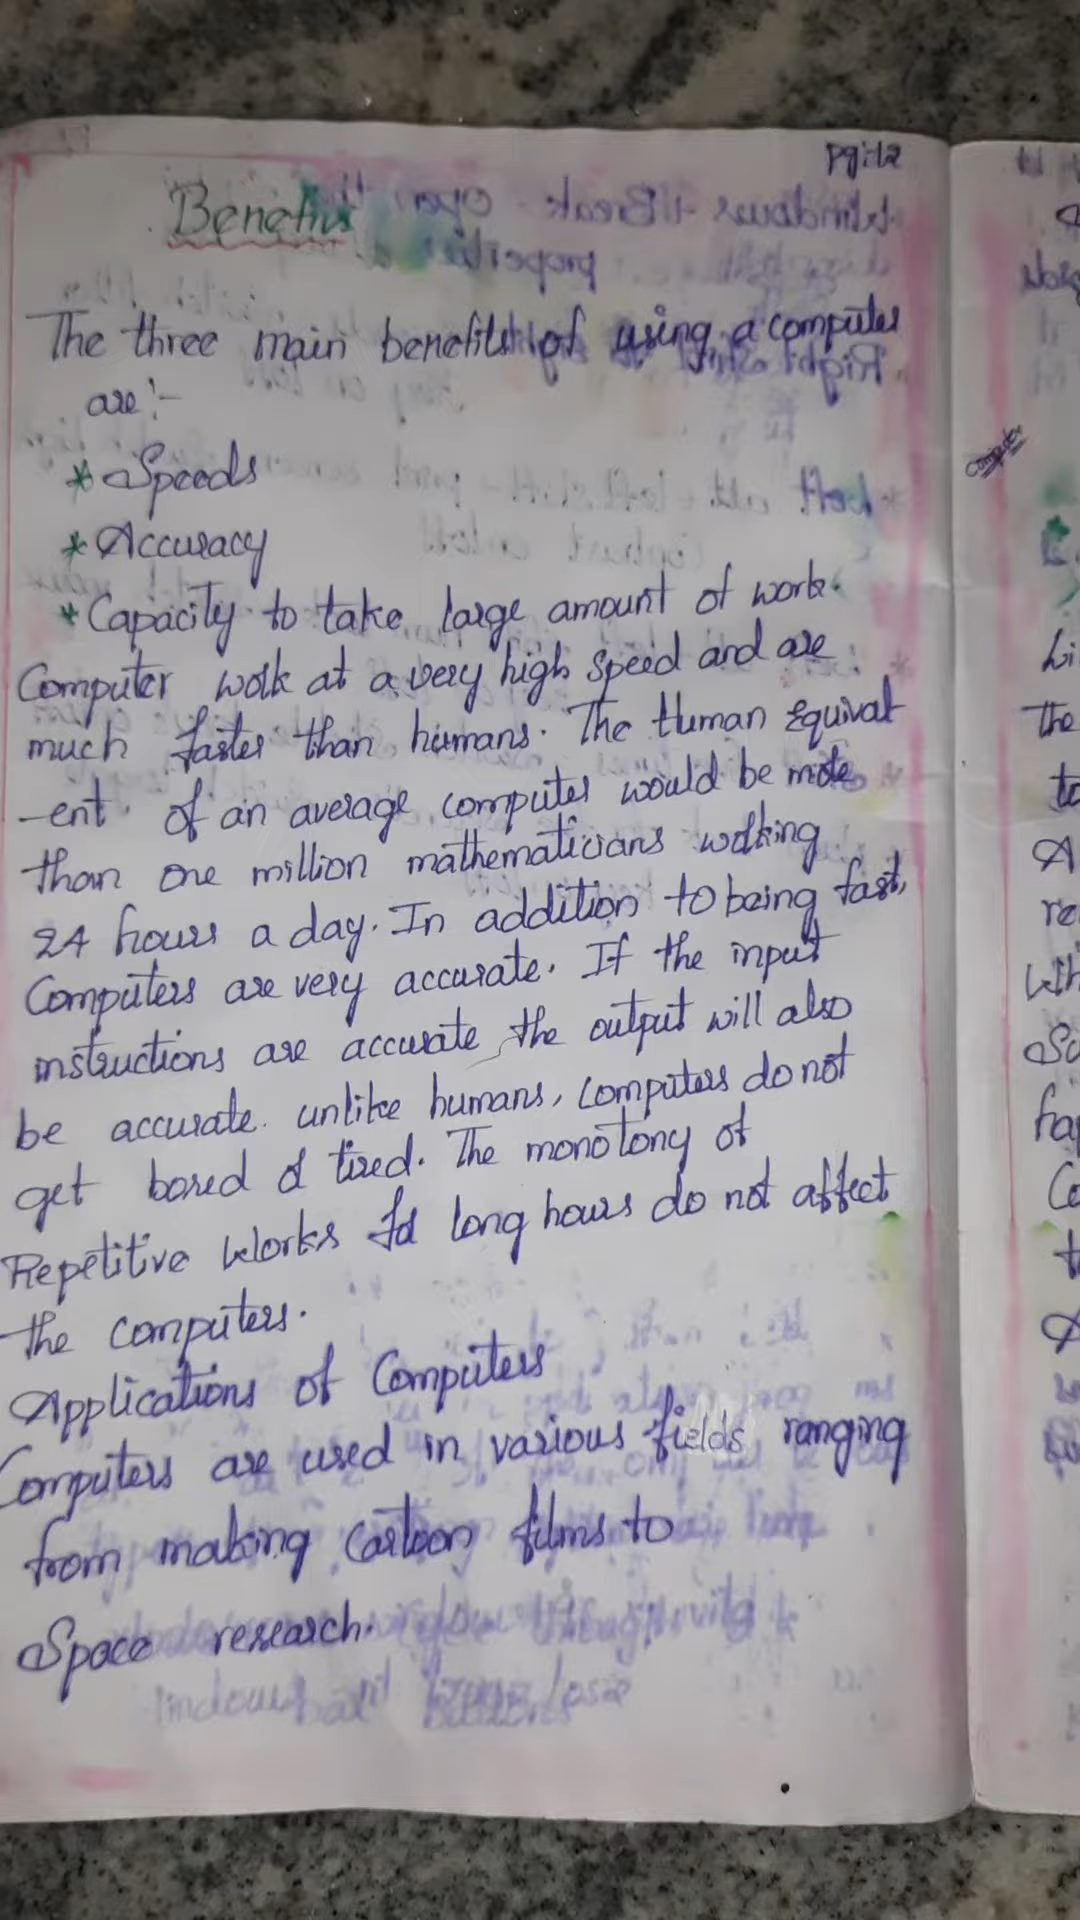 Pg:12
Benefits
The three main benefits of using a computer
are:-
* Speeds
* Accuracy
* Capacity to take large amount of work.
Computer work at a very high speed and are
much faster than humans. The Human Equival
-ent of an average computer would be more
than one million mathematicians working
24 hours a day. In addition to being fast,
Computers are very accurate. If the input
instructions are accurate the output will also
be accurate. unlike humans, computers do not
get bored or tired. The monotony of
Repetitive works for long hours do not affect
the computers.
Applications of Computers
Computers are used in various fields ranging
from making cartoon films to
Space research.
Computer